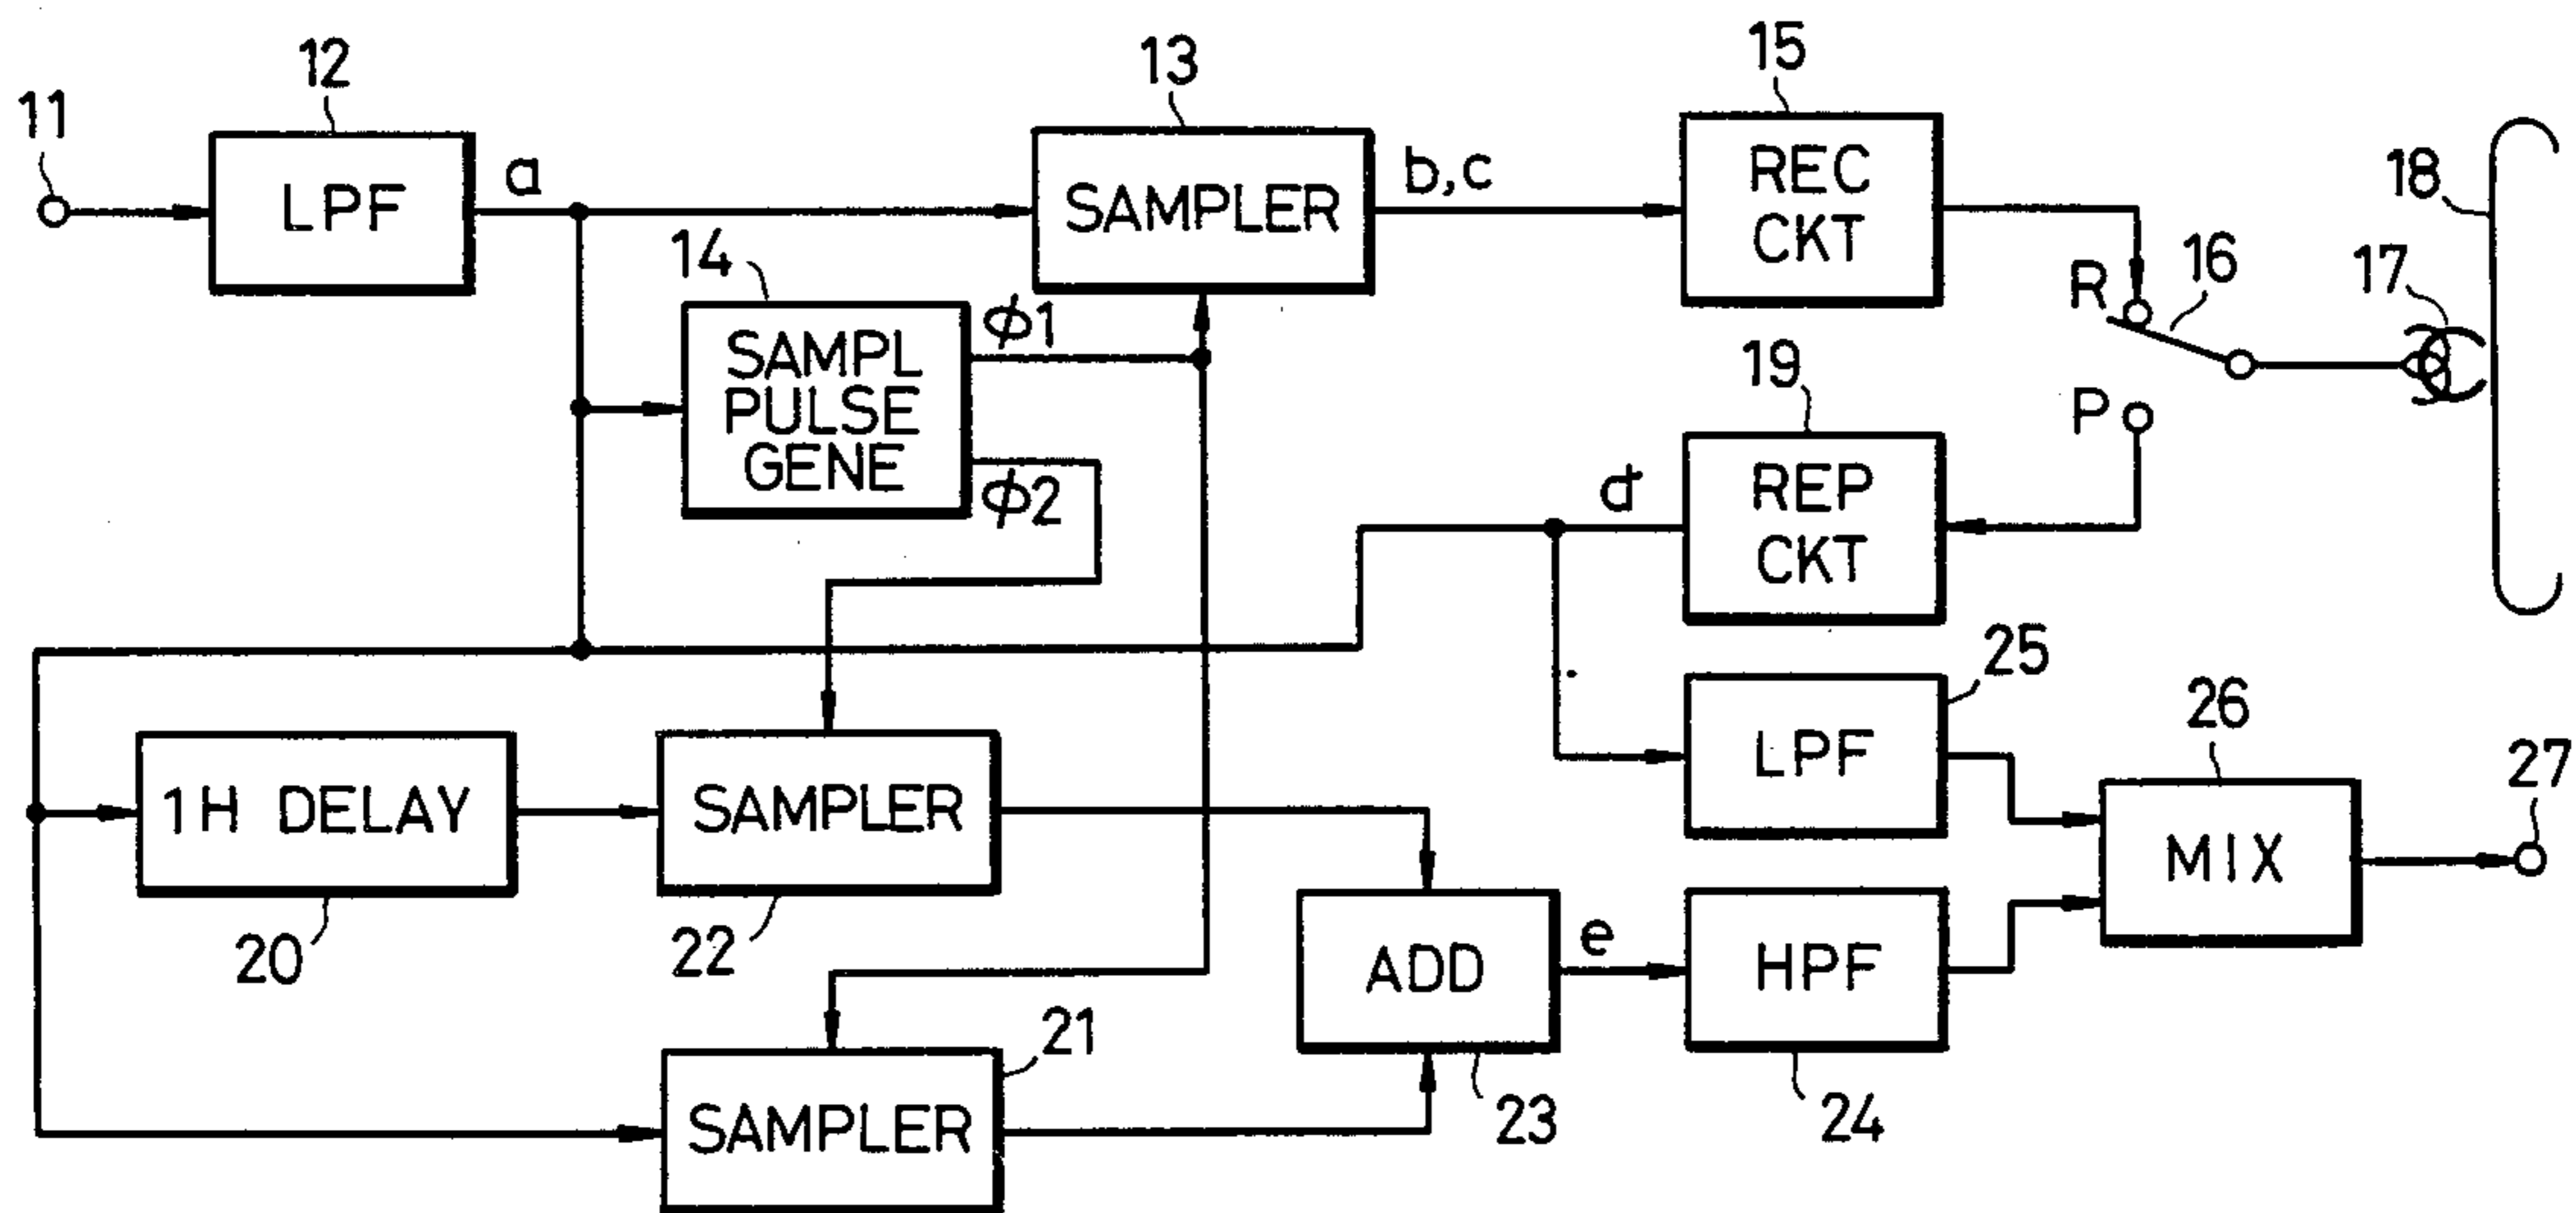 11
12
LPF
a
13
SAMPLER
b,c
15
REC
CKT
14
SAMPL
PULSE
GENE
ϕ1
ϕ2
R
16
P
17
18
19
REP
CKT
d
1H DELAY
20
SAMPLER
22
SAMPLER
21
ADD
23
e
25
LPF
HPF
24
26
MIX
27